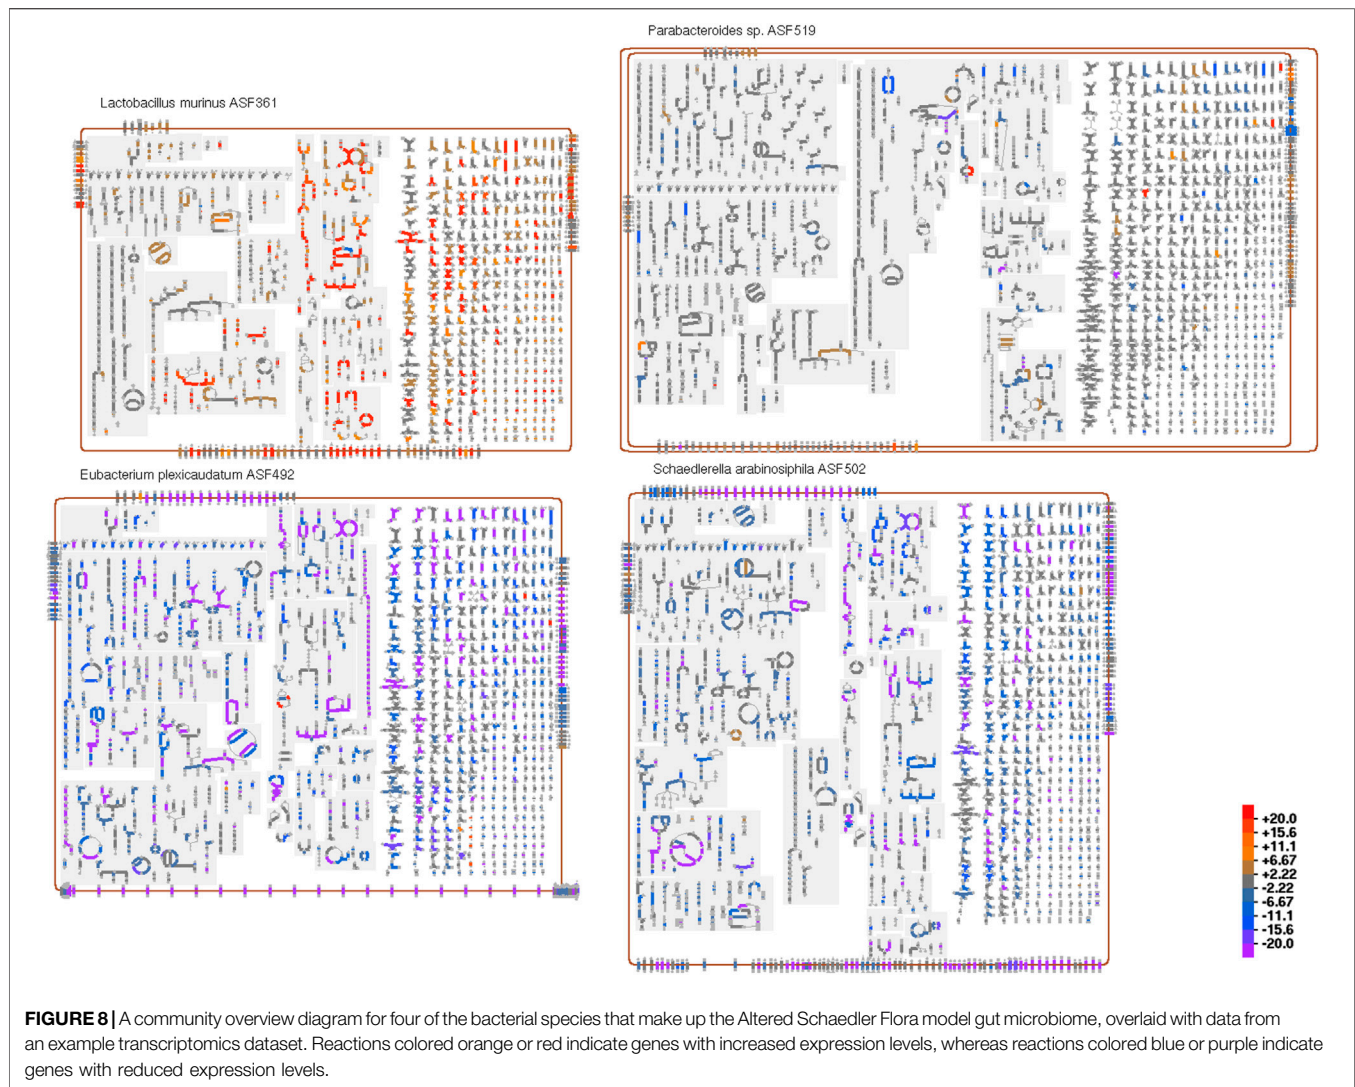 Parabacteroides sp. ASF519
Lactobacillus murinus ASF361
Eubacterium plexicaudatum ASF492
Schaedlerella arabinosiphila ASF502
+20.0
+15.6
+11.1
+6.67
+2.22
-2.22
-6.67
-11.1
-15.6
-20.0
FIGURE 8 | A community overview diagram for four of the bacterial species that make up the Altered Schaedler Flora model gut microbiome, overlaid with data from
an example transcriptomics dataset. Reactions colored orange or red indicate genes with increased expression levels, whereas reactions colored blue or purple indicate
genes with reduced expression levels.